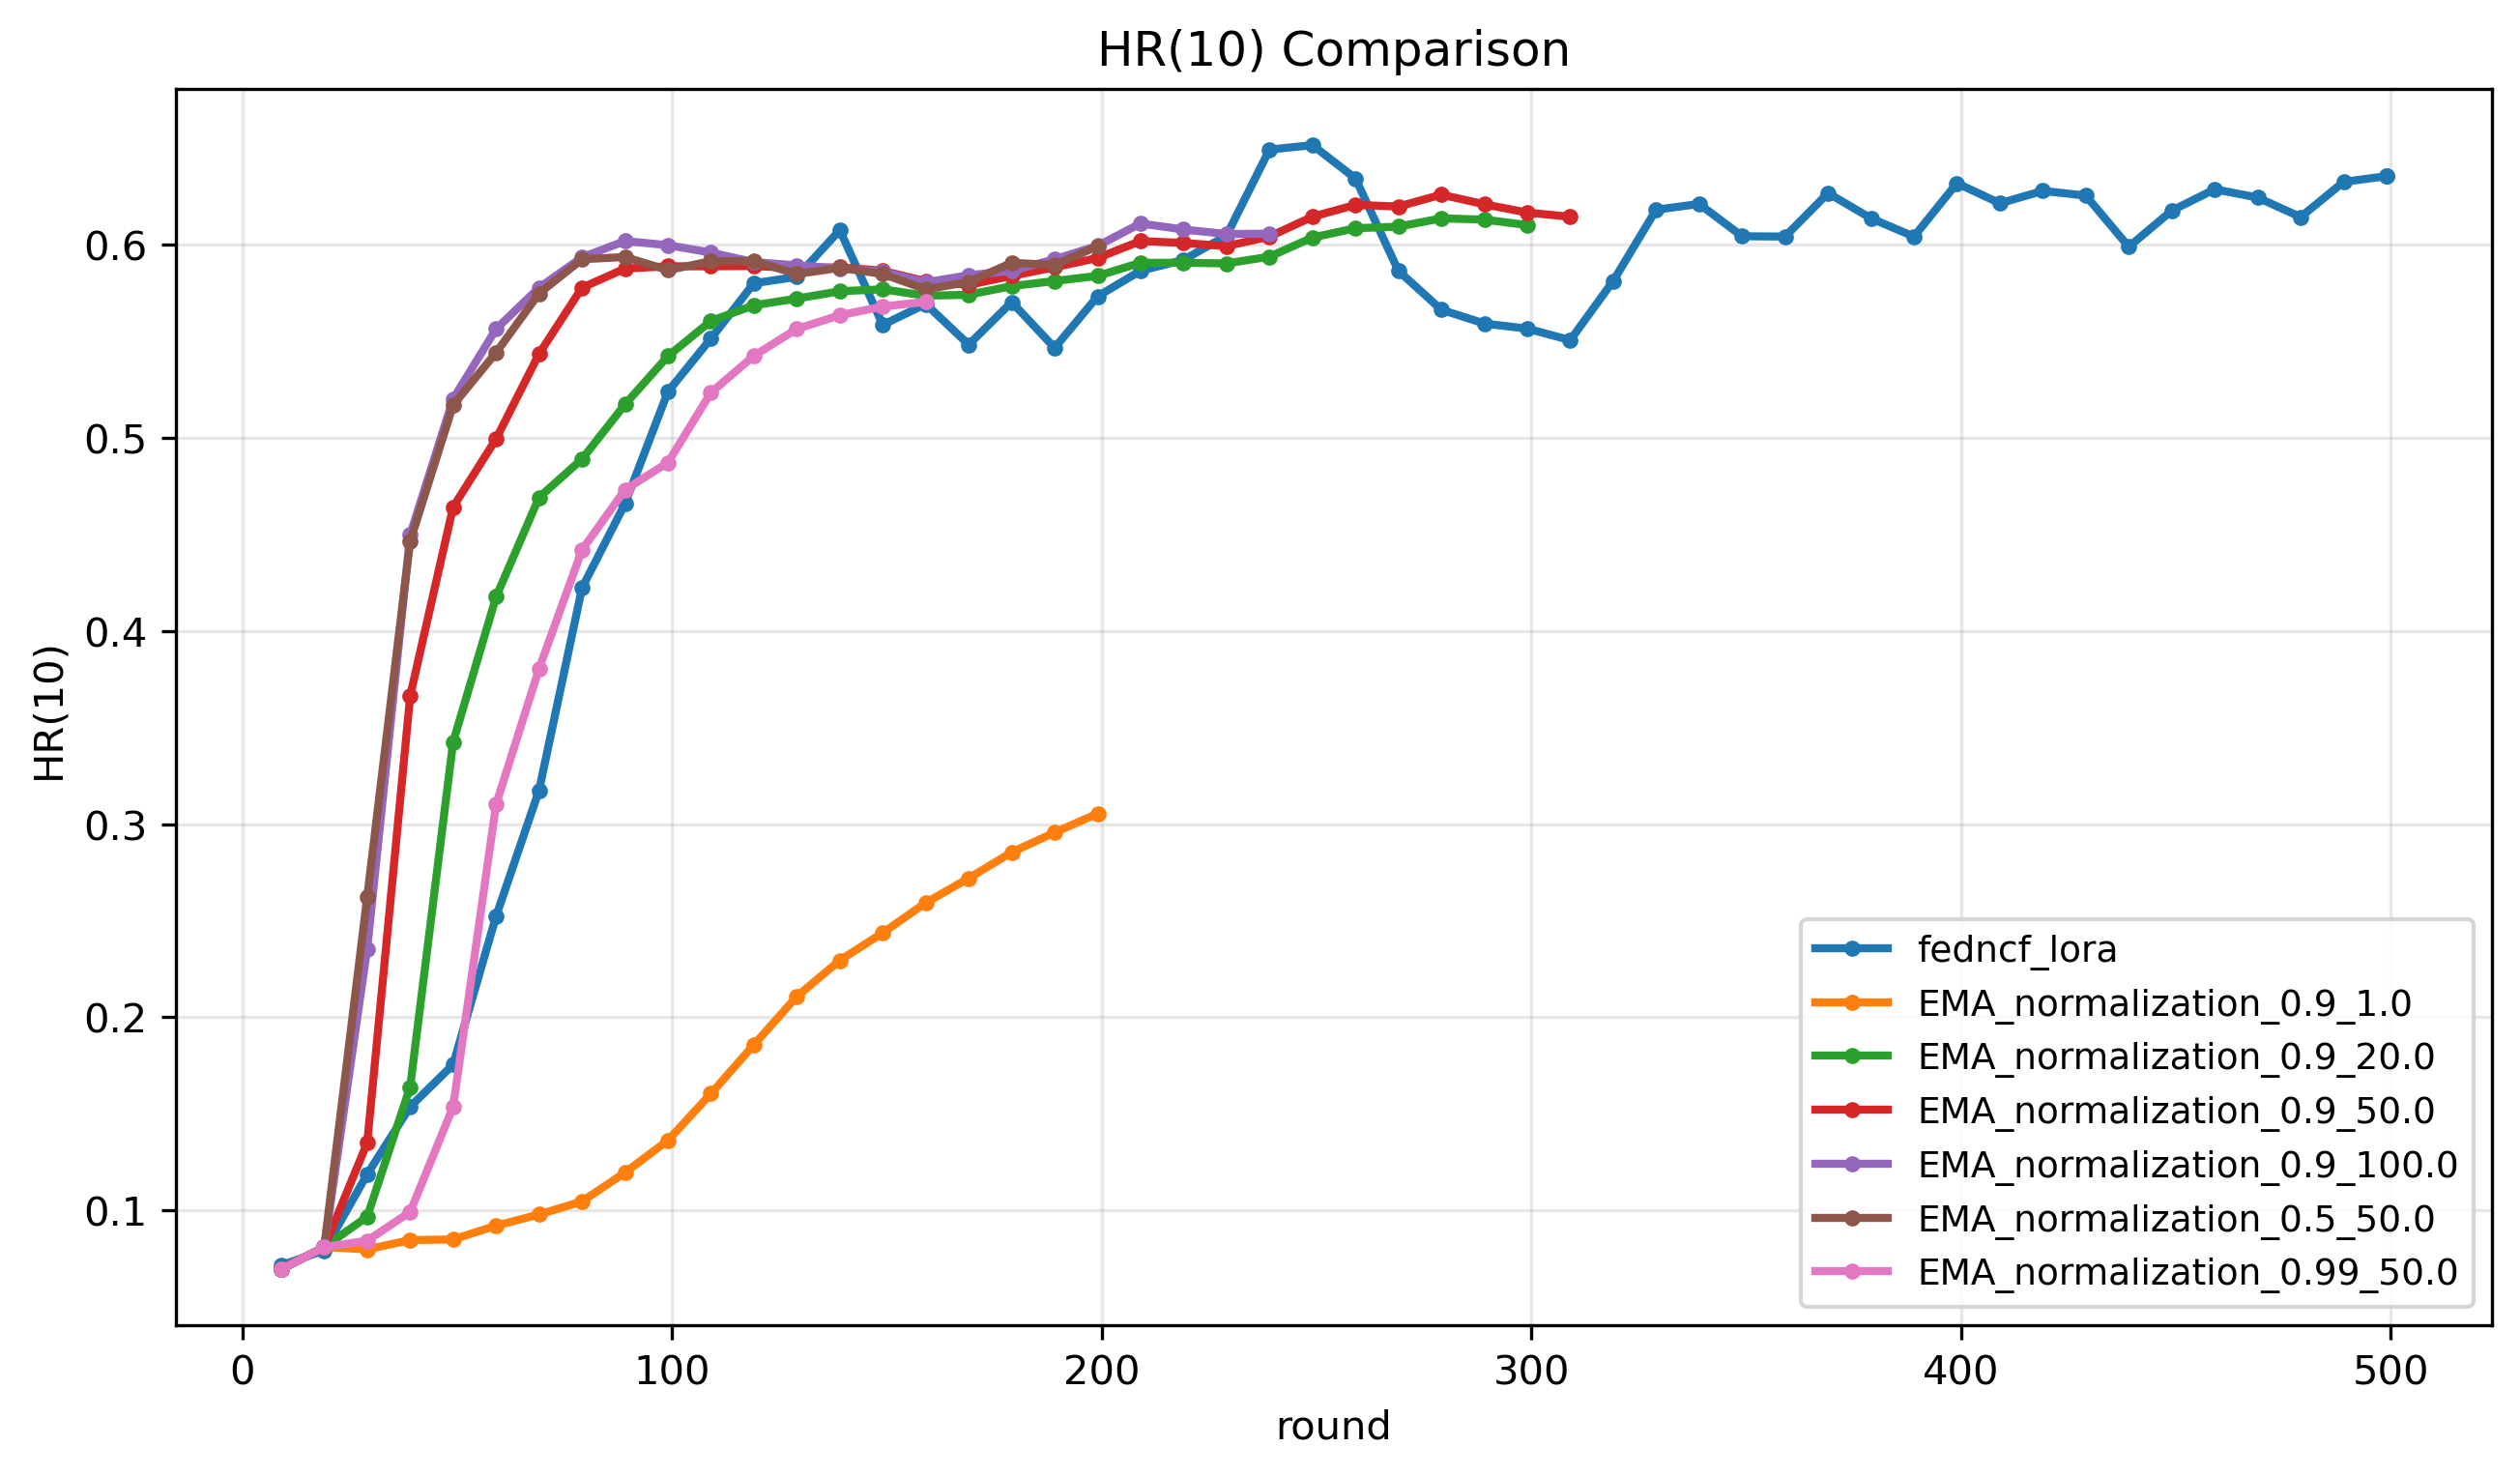 HR(10) Comparison
HR(10)
0.6
0.5
0.4
0.3
0.2
0.1
0 100 200 300 400 500
round
fedncf_lora
EMA_normalization_0.9_1.0
EMA_normalization_0.9_20.0
EMA_normalization_0.9_50.0
EMA_normalization_0.9_100.0
EMA_normalization_0.5_50.0
EMA_normalization_0.99_50.0